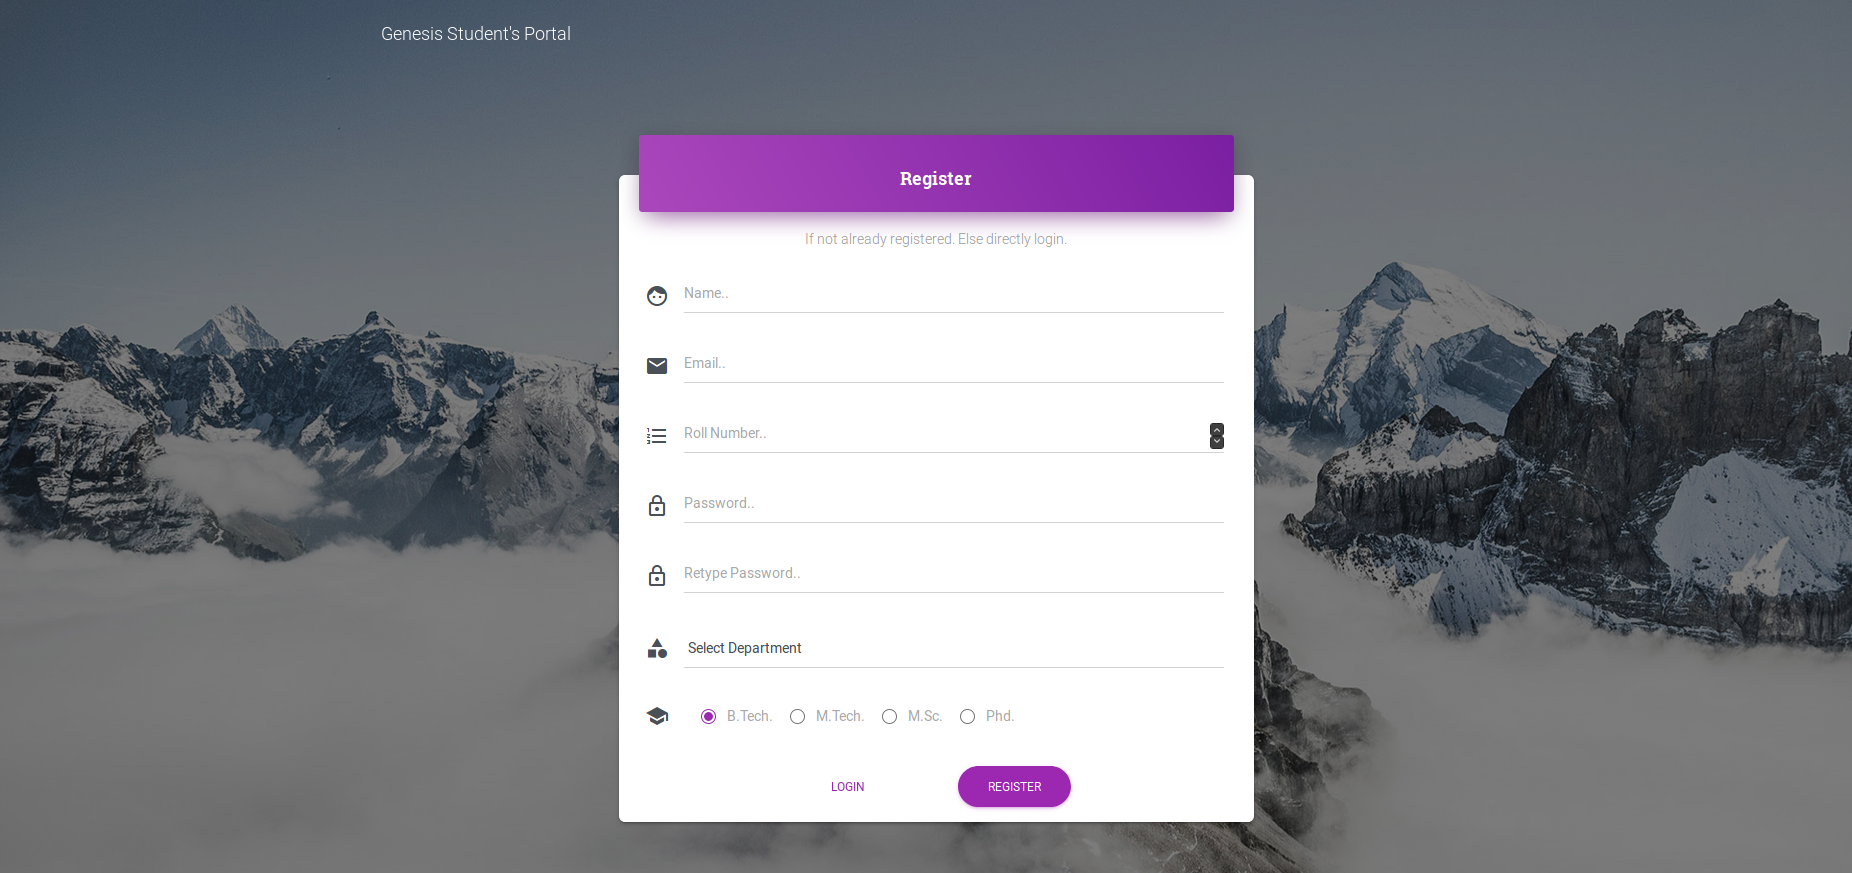 Genesis Student's Portal
Register
If not already registered. Else directly login.
Name..
Email..
Roll Number..
Password..
Retype Password..
Select Department
B.Tech. M.Tech. M.Sc. Phd.
LOGIN REGISTER